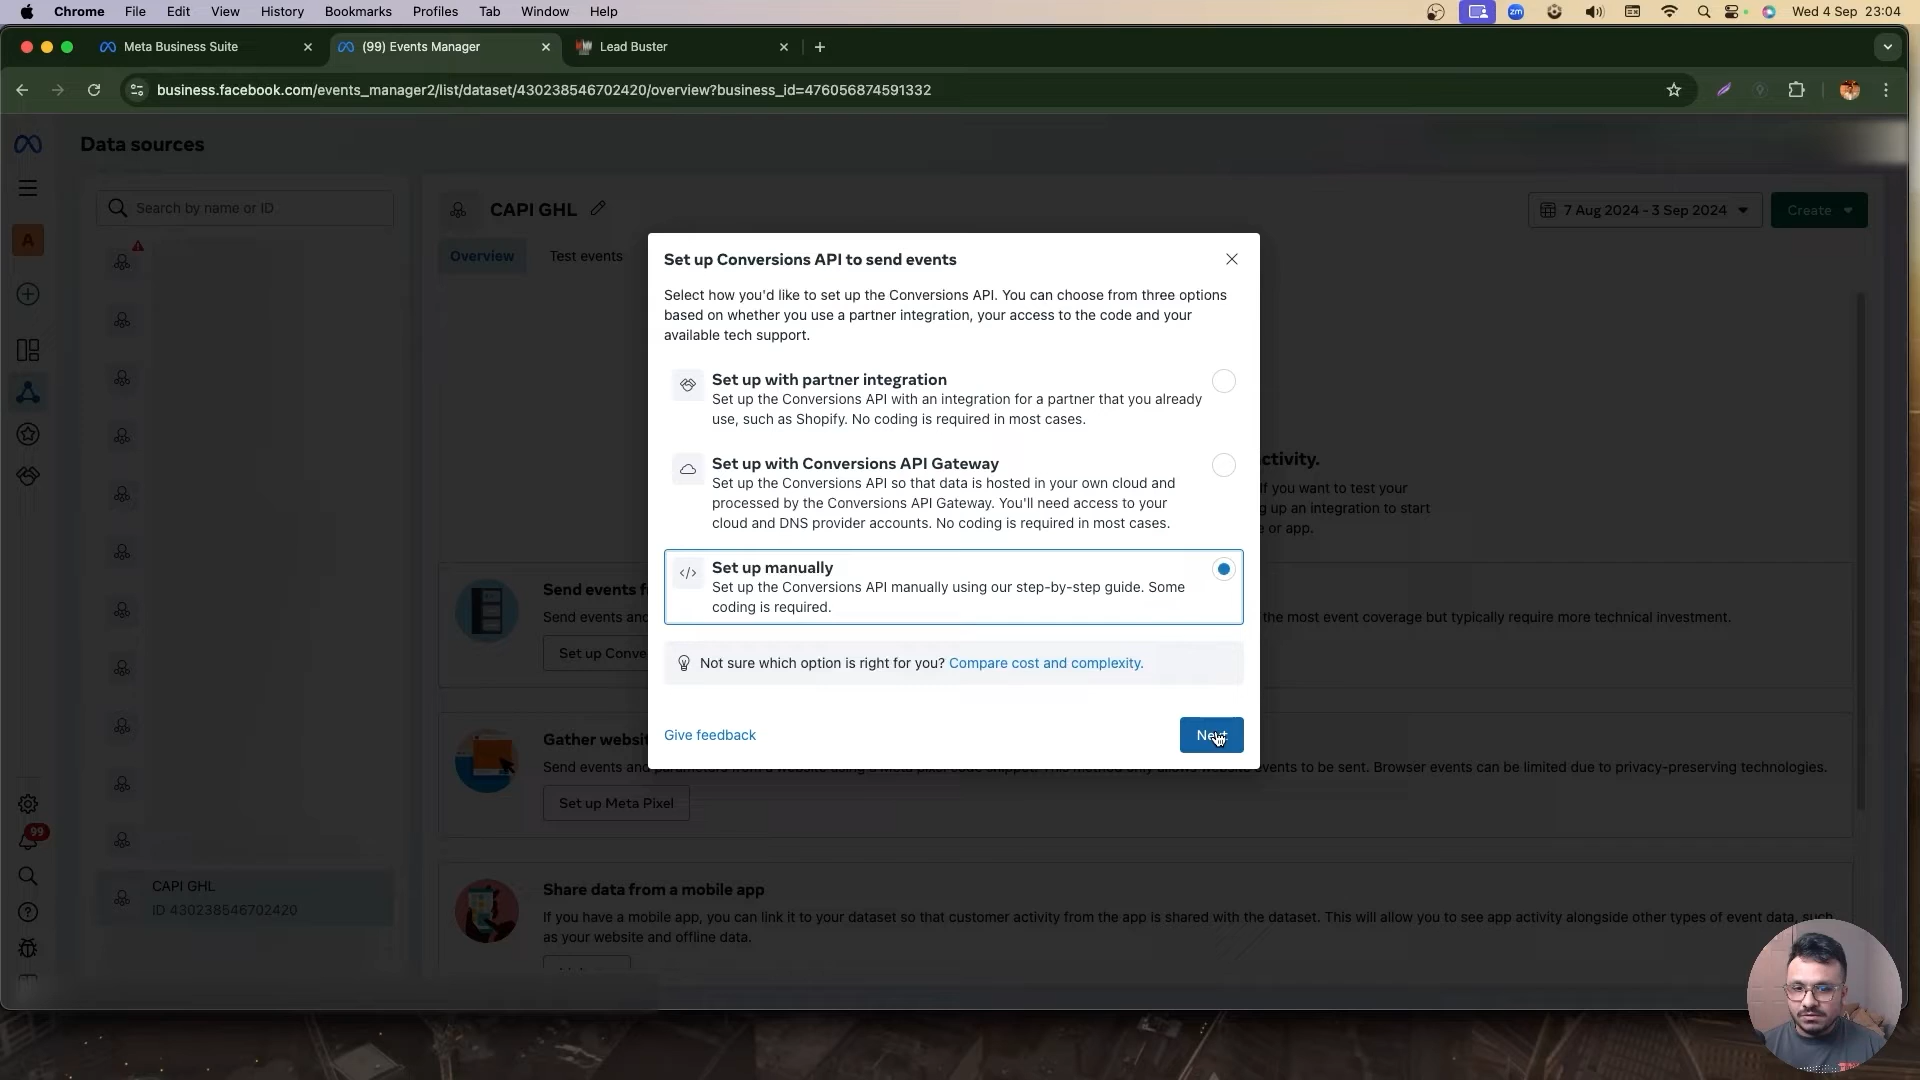 Chrome File Edit View History Bookmarks Profiles Tab Window Help
zm Wed 4 Sep 23:04
Meta Business Suite
(99) Events Manager
Lead Buster
business.facebook.com/events_manager2/list/dataset/430238546702420/overview?business_id=476056874591332
Data sources
Search by name or ID
CAPI GHL
7 Aug 2024 - 3 Sep 2024
Create
A
Overview
Test events
Set up Conversions API to send events
Select how you'd like to set up the Conversions API. You can choose from three options
based on whether you use a partner integration, your access to the code and your
available tech support.
Set up with partner integration
Set up the Conversions API with an integration for a partner that you already
use, such as Shopify. No coding is required in most cases.
Set up with Conversions API Gateway
Set up the Conversions API so that data is hosted in your own cloud and
processed by the Conversions API Gateway. You'll need access to your
cloud and DNS provider accounts. No coding is required in most cases.
Set up manually
Set up the Conversions API manually using our step-by-step guide. Some
coding is required.
Not sure which option is right for you? Compare cost and complexity.
Give feedback
Next
ctivity.
If you want to test your
g up an integration to start
e or app.
Send events
Send events and
the most event coverage but typically require more technical investment.
Set up Conve
Gather websit
Send events and parameters from a website using a Meta pixel code snippet. This method only allows website events to be sent. Browser events can be limited due to privacy-preserving technologies.
Set up Meta Pixel
Share data from a mobile app
If you have a mobile app, you can link it to your dataset so that customer activity from the app is shared with the dataset. This will allow you to see app activity alongside other types of event data, such
as your website and offline data.
99
CAPI GHL
ID 430238546702420